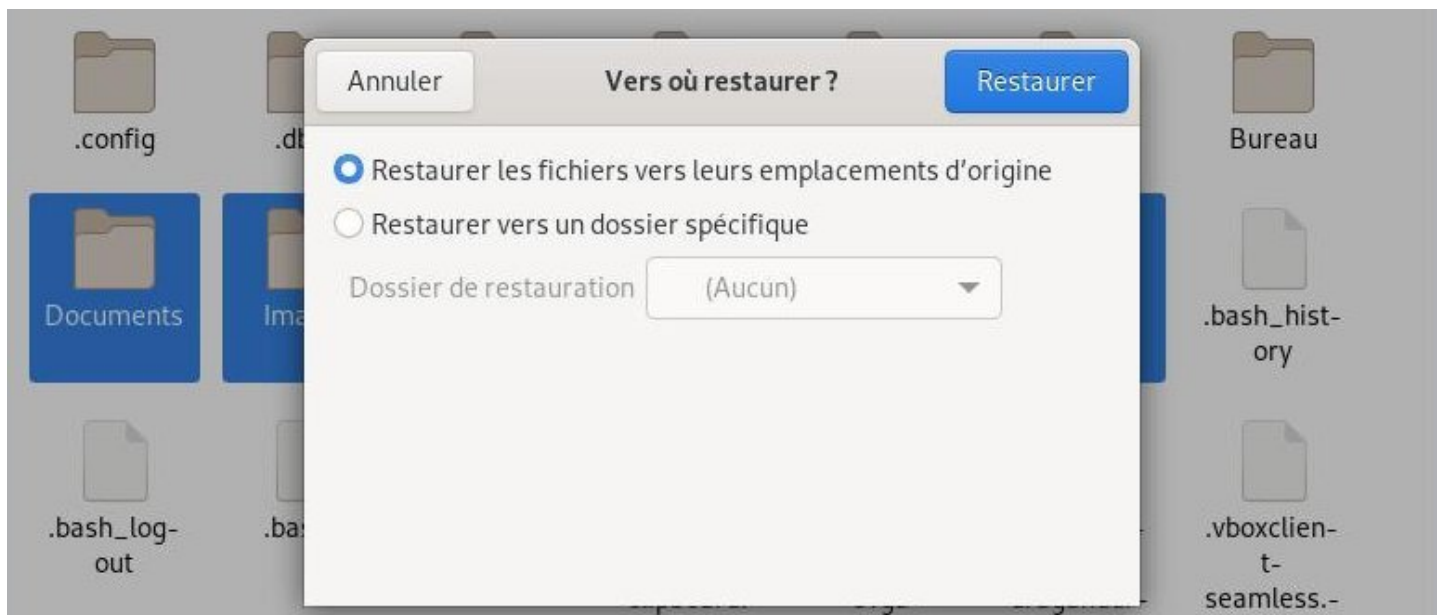 Annuler
Vers où restaurer ?
Restaurer
.config
Bureau
Restaurer les fichiers vers leurs emplacements d'origine
Restaurer vers un dossier spécifique
Dossier de restauration
(Aucun)
Documents
.bash_hist-
ory
.bash_log-
out
.vboxclien-
t-
seamless.-